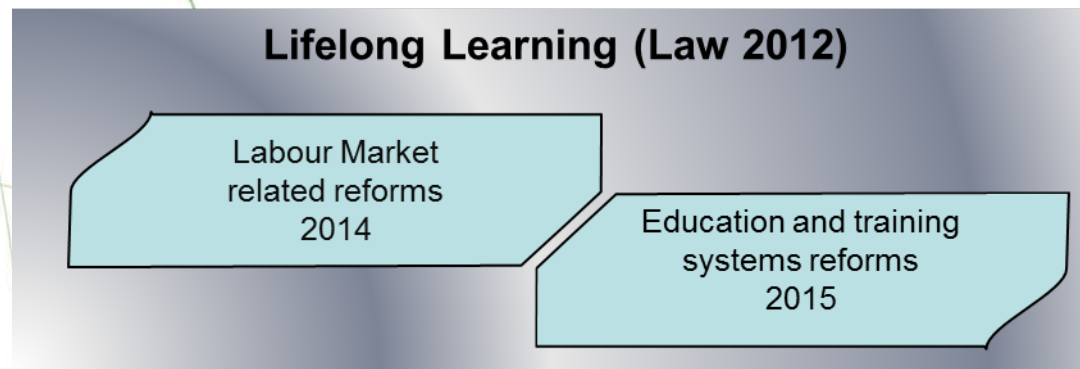 Lifelong Learning (Law 2012)
Labour Market
related reforms
2014
Education and training
systems reforms
2015